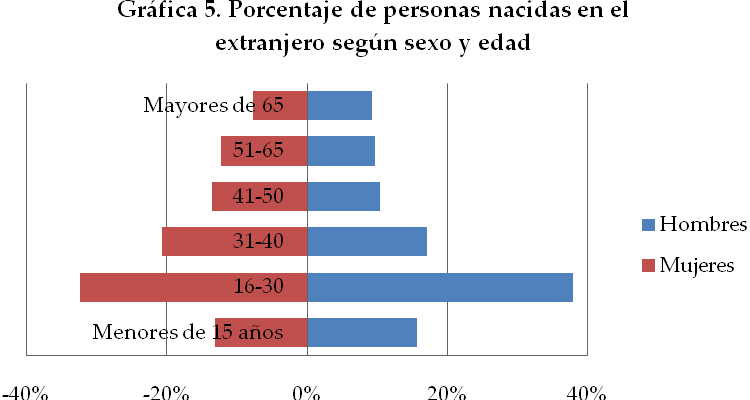 Gráfica 5. Porcentaje de personas nacidas en el
extranjero según sexo y edad
Mayores de 65
51-65
41-50
31-40
16-30
Menores de 15 años
Hombres
Mujeres
-40% -20% 0% 20% 40%